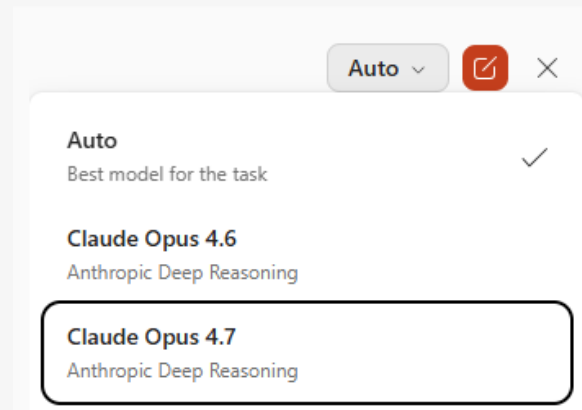 Auto
Auto
Best model for the task
Claude Opus 4.6
Anthropic Deep Reasoning
Claude Opus 4.7
Anthropic Deep Reasoning